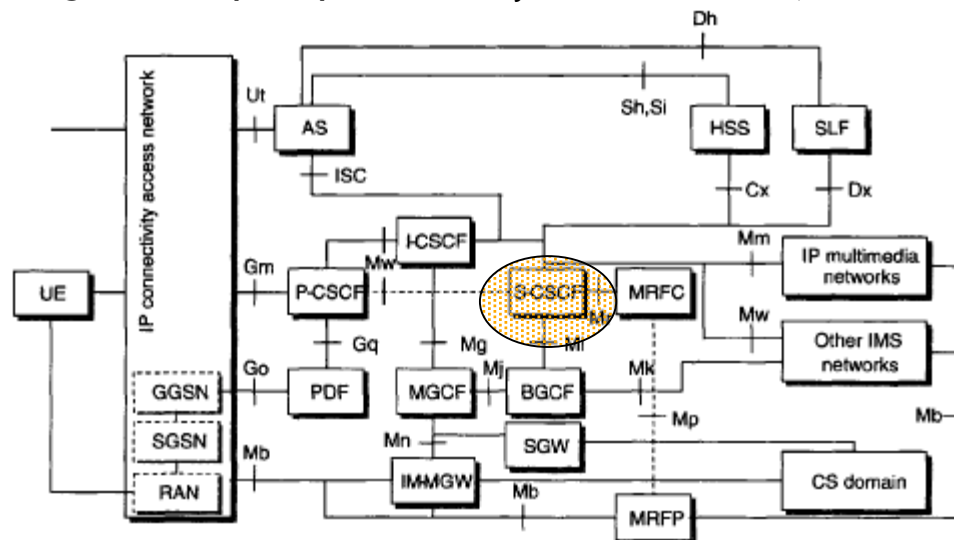 Dh
Ut
Sh,Si
AS
HSS
SLF
ISC
Cx
Dx
IP connectivity access network
I-CSCF
Mm
IP multimedia
networks
Gm
Mw
UE
P-CSCF
S-CSCF
MRFC
Mw
Other IMS
networks
Gq
Mg
Mi
Go
Mj
Mk
GGSN
PDF
MGCF
BGCF
Mp
Mb
SGSN
Mn
SGW
Mb
RAN
IM-MGW
Mb
CS domain
MRFP